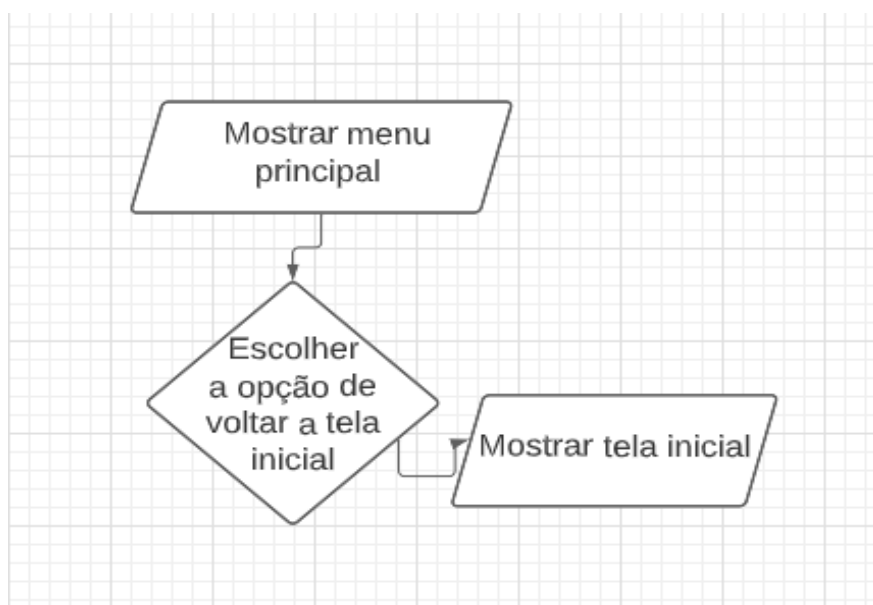 Mostrar menu
principal
Escolher
a opção de
voltar a tela
inicial
Mostrar tela inicial